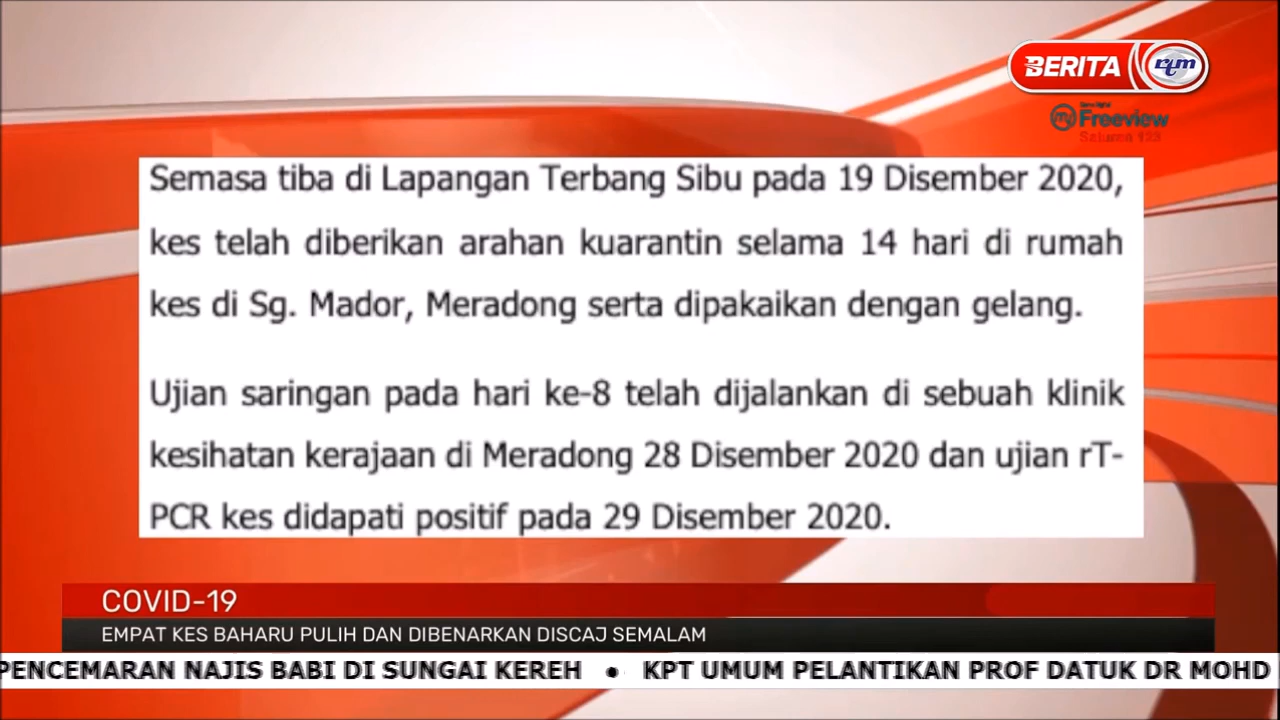 BERITA rtm
my Freeview
Saluran 123
Semasa tiba di Lapangan Terbang Sibu pada 19 Disember 2020,
kes telah diberikan arahan kuarantin selama 14 hari di rumah
kes di Sg. Mador, Meradong serta dipakaikan dengan gelang.
Ujian saringan pada hari ke-8 telah dijalankan di sebuah klinik
kesihatan kerajaan di Meradong 28 Disember 2020 dan ujian rT-
PCR kes didapati positif pada 29 Disember 2020.
COVID-19
EMPAT KES BAHARU PULIH DAN DIBENARKAN DISCAJ SEMALAM
PENCEMARAN NAJIS BABI DI SUNGAI KEREH • KPT UMUM PELANTIKAN PROF DATUK DR MOHD